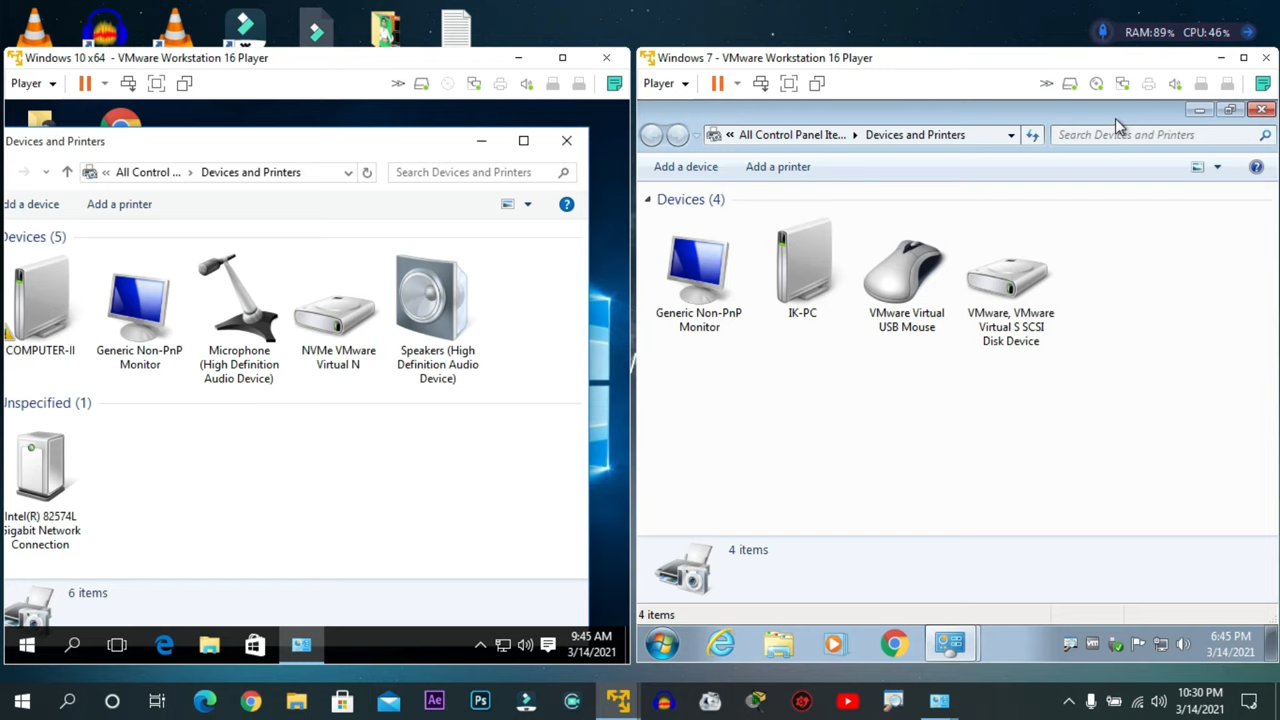 RAM
CPU: 46%
Windows 10 x64 - VMware Workstation 16 Player
Player
Devices and Printers
All Control ...
Devices and Printers
Search Devices and Printers
dd a device
Add a printer
Devices (5)
COMPUTER-II
Generic Non-PnP
Monitor
Microphone
(High Definition
Audio Device)
NVMe VMware
Virtual N
Speakers (High
Definition Audio
Device)
Unspecified (1)
Intel(R) 82574L
Gigabit Network
Connection
6 items
9:45 AM
3/14/2021
Windows 7 - VMware Workstation 16 Player
Player
All Control Panel Ite...
Devices and Printers
Search Devices and Printers
Add a device
Add a printer
Devices (4)
Generic Non-PnP
Monitor
IK-PC
VMware Virtual
USB Mouse
VMware, VMware
Virtual S SCSI
Disk Device
4 items
4 items
6:45 PM
3/14/2021
Ae
Ps
10:30 PM
3/14/2021